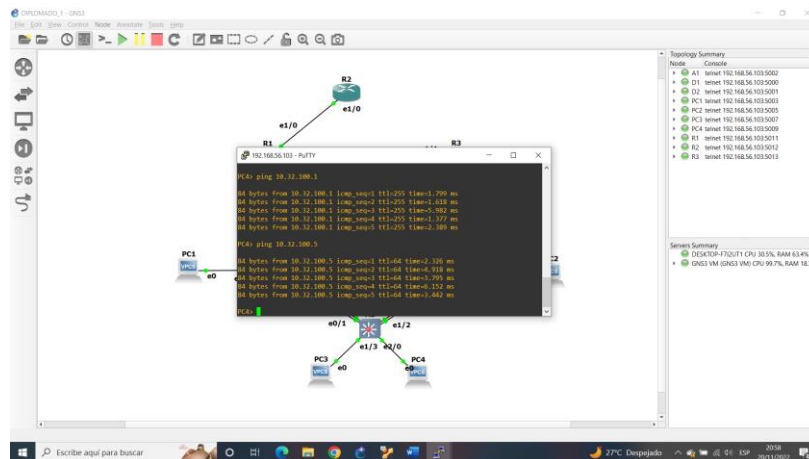 DIPLOMADO_1 - GNS3
File Edit View Control Node Annotate Tools Help
R2
e1/0
e1/0
R1
R3
192.168.56.103 - PuTTY
PC4> ping 10.32.100.1
84 bytes from 10.32.100.1 icmp_seq=1 ttl=255 time=1.799 ms
84 bytes from 10.32.100.1 icmp_seq=2 ttl=255 time=1.618 ms
84 bytes from 10.32.100.1 icmp_seq=3 ttl=255 time=5.982 ms
84 bytes from 10.32.100.1 icmp_seq=4 ttl=255 time=1.377 ms
84 bytes from 10.32.100.1 icmp_seq=5 ttl=255 time=2.389 ms
PC4> ping 10.32.100.5
84 bytes from 10.32.100.5 icmp_seq=1 ttl=64 time=2.326 ms
84 bytes from 10.32.100.5 icmp_seq=2 ttl=64 time=4.918 ms
84 bytes from 10.32.100.5 icmp_seq=3 ttl=64 time=3.795 ms
84 bytes from 10.32.100.5 icmp_seq=4 ttl=64 time=6.152 ms
84 bytes from 10.32.100.5 icmp_seq=5 ttl=64 time=3.442 ms
PC4>
PC1
VPCS
e0
e0/1
e1/2
e1/3
e2/0
PC3
VPCS
e0
PC4
e0
VPCS
Topology Summary
Node Console
A1 telnet 192.168.56.103:5002
D1 telnet 192.168.56.103:5000
D2 telnet 192.168.56.103:5001
PC1 telnet 192.168.56.103:5003
PC2 telnet 192.168.56.103:5005
PC3 telnet 192.168.56.103:5007
PC4 telnet 192.168.56.103:5009
R1 telnet 192.168.56.103:5011
R2 telnet 192.168.56.103:5012
R3 telnet 192.168.56.103:5013
Servers Summary
DESKTOP-F7I2UT1 CPU 30.5%, RAM 63.4%
GNS3 VM (GNS3 VM) CPU 99.7%, RAM 18.
Escribe aquí para buscar
27°C Despejado
ESP
20:58
20/11/2022